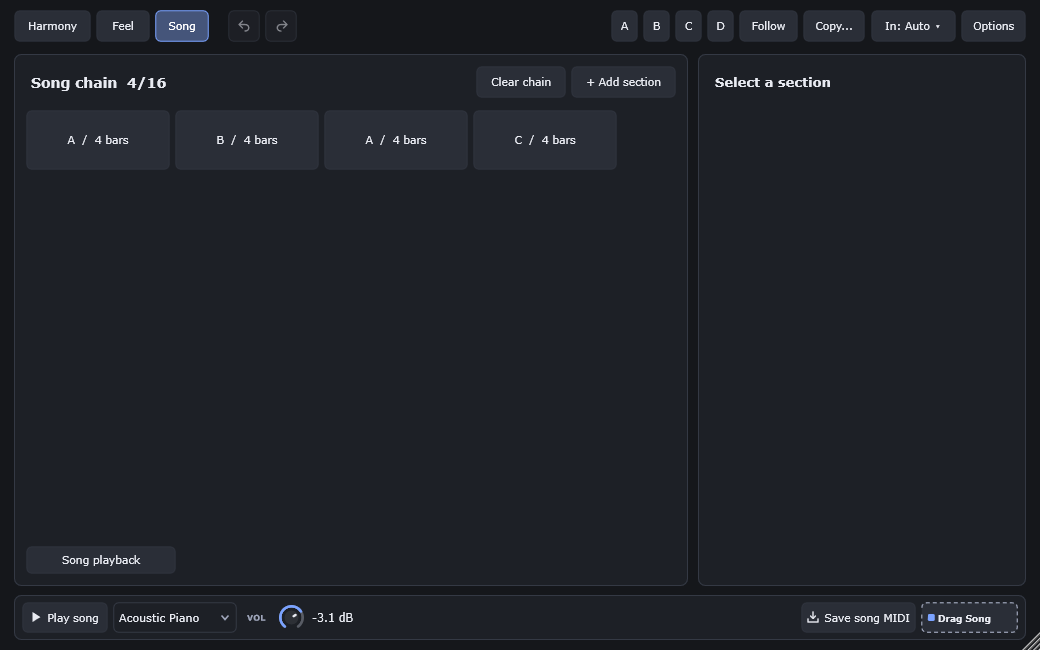 Harmony Feel Song A B C D Follow Copy... In: Auto Options
Song chain 4/16 Clear chain + Add section Select a section
A / 4 bars B / 4 bars A / 4 bars C / 4 bars
Song playback
Play song Acoustic Piano VOL -3.1 dB Save song MIDI Drag Song